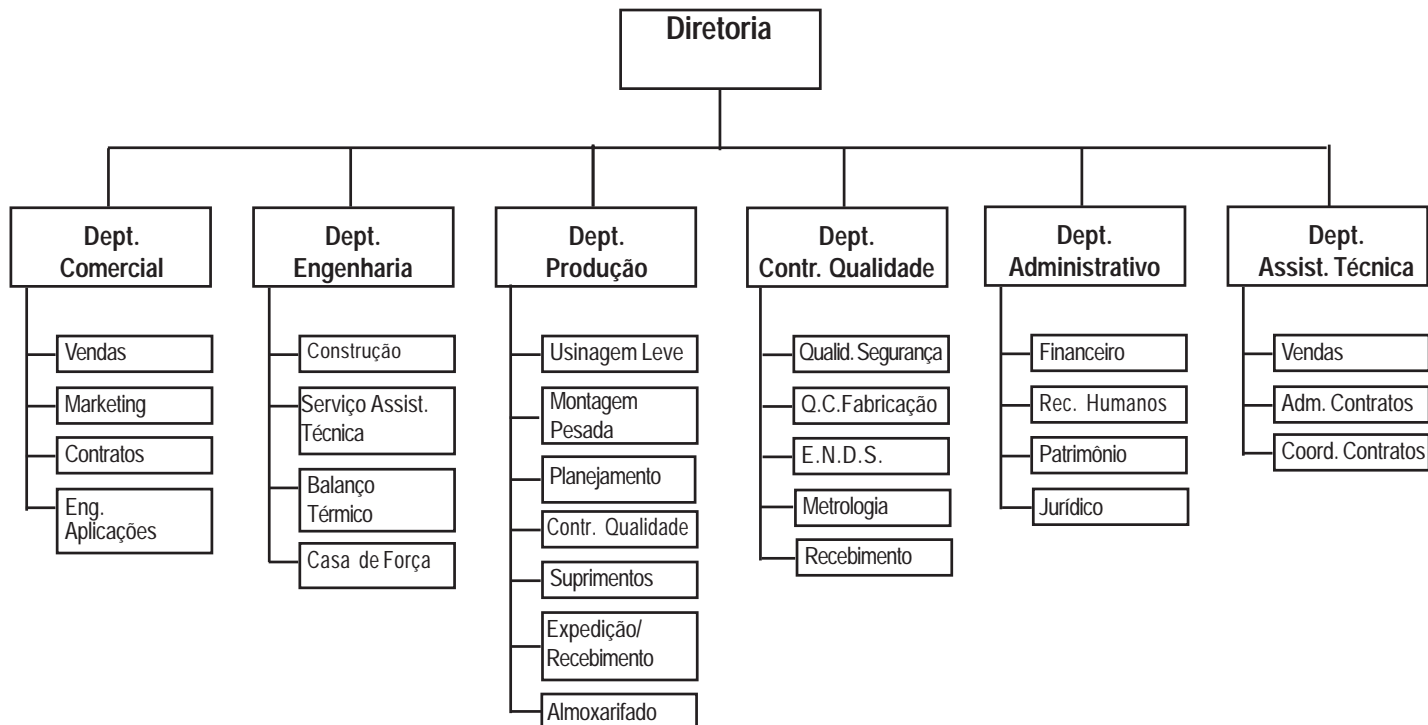 Diretoria
Dept.
Comercial
Vendas
Marketing
Contratos
Eng.
Aplicações
Dept.
Engenharia
Construção
Serviço Assist.
Técnica
Balanço
Térmico
Casa de Força
Dept.
Produção
Usinagem Leve
Montagem
Pesada
Planejamento
Contr. Qualidade
Suprimentos
Expedição/
Recebimento
Almoxarifado
Dept.
Contr. Qualidade
Qualid. Segurança
Q.C.Fabricação
E.N.D.S.
Metrologia
Recebimento
Dept.
Administrativo
Financeiro
Rec. Humanos
Patrimônio
Jurídico
Dept.
Assist. Técnica
Vendas
Adm. Contratos
Coord. Contratos